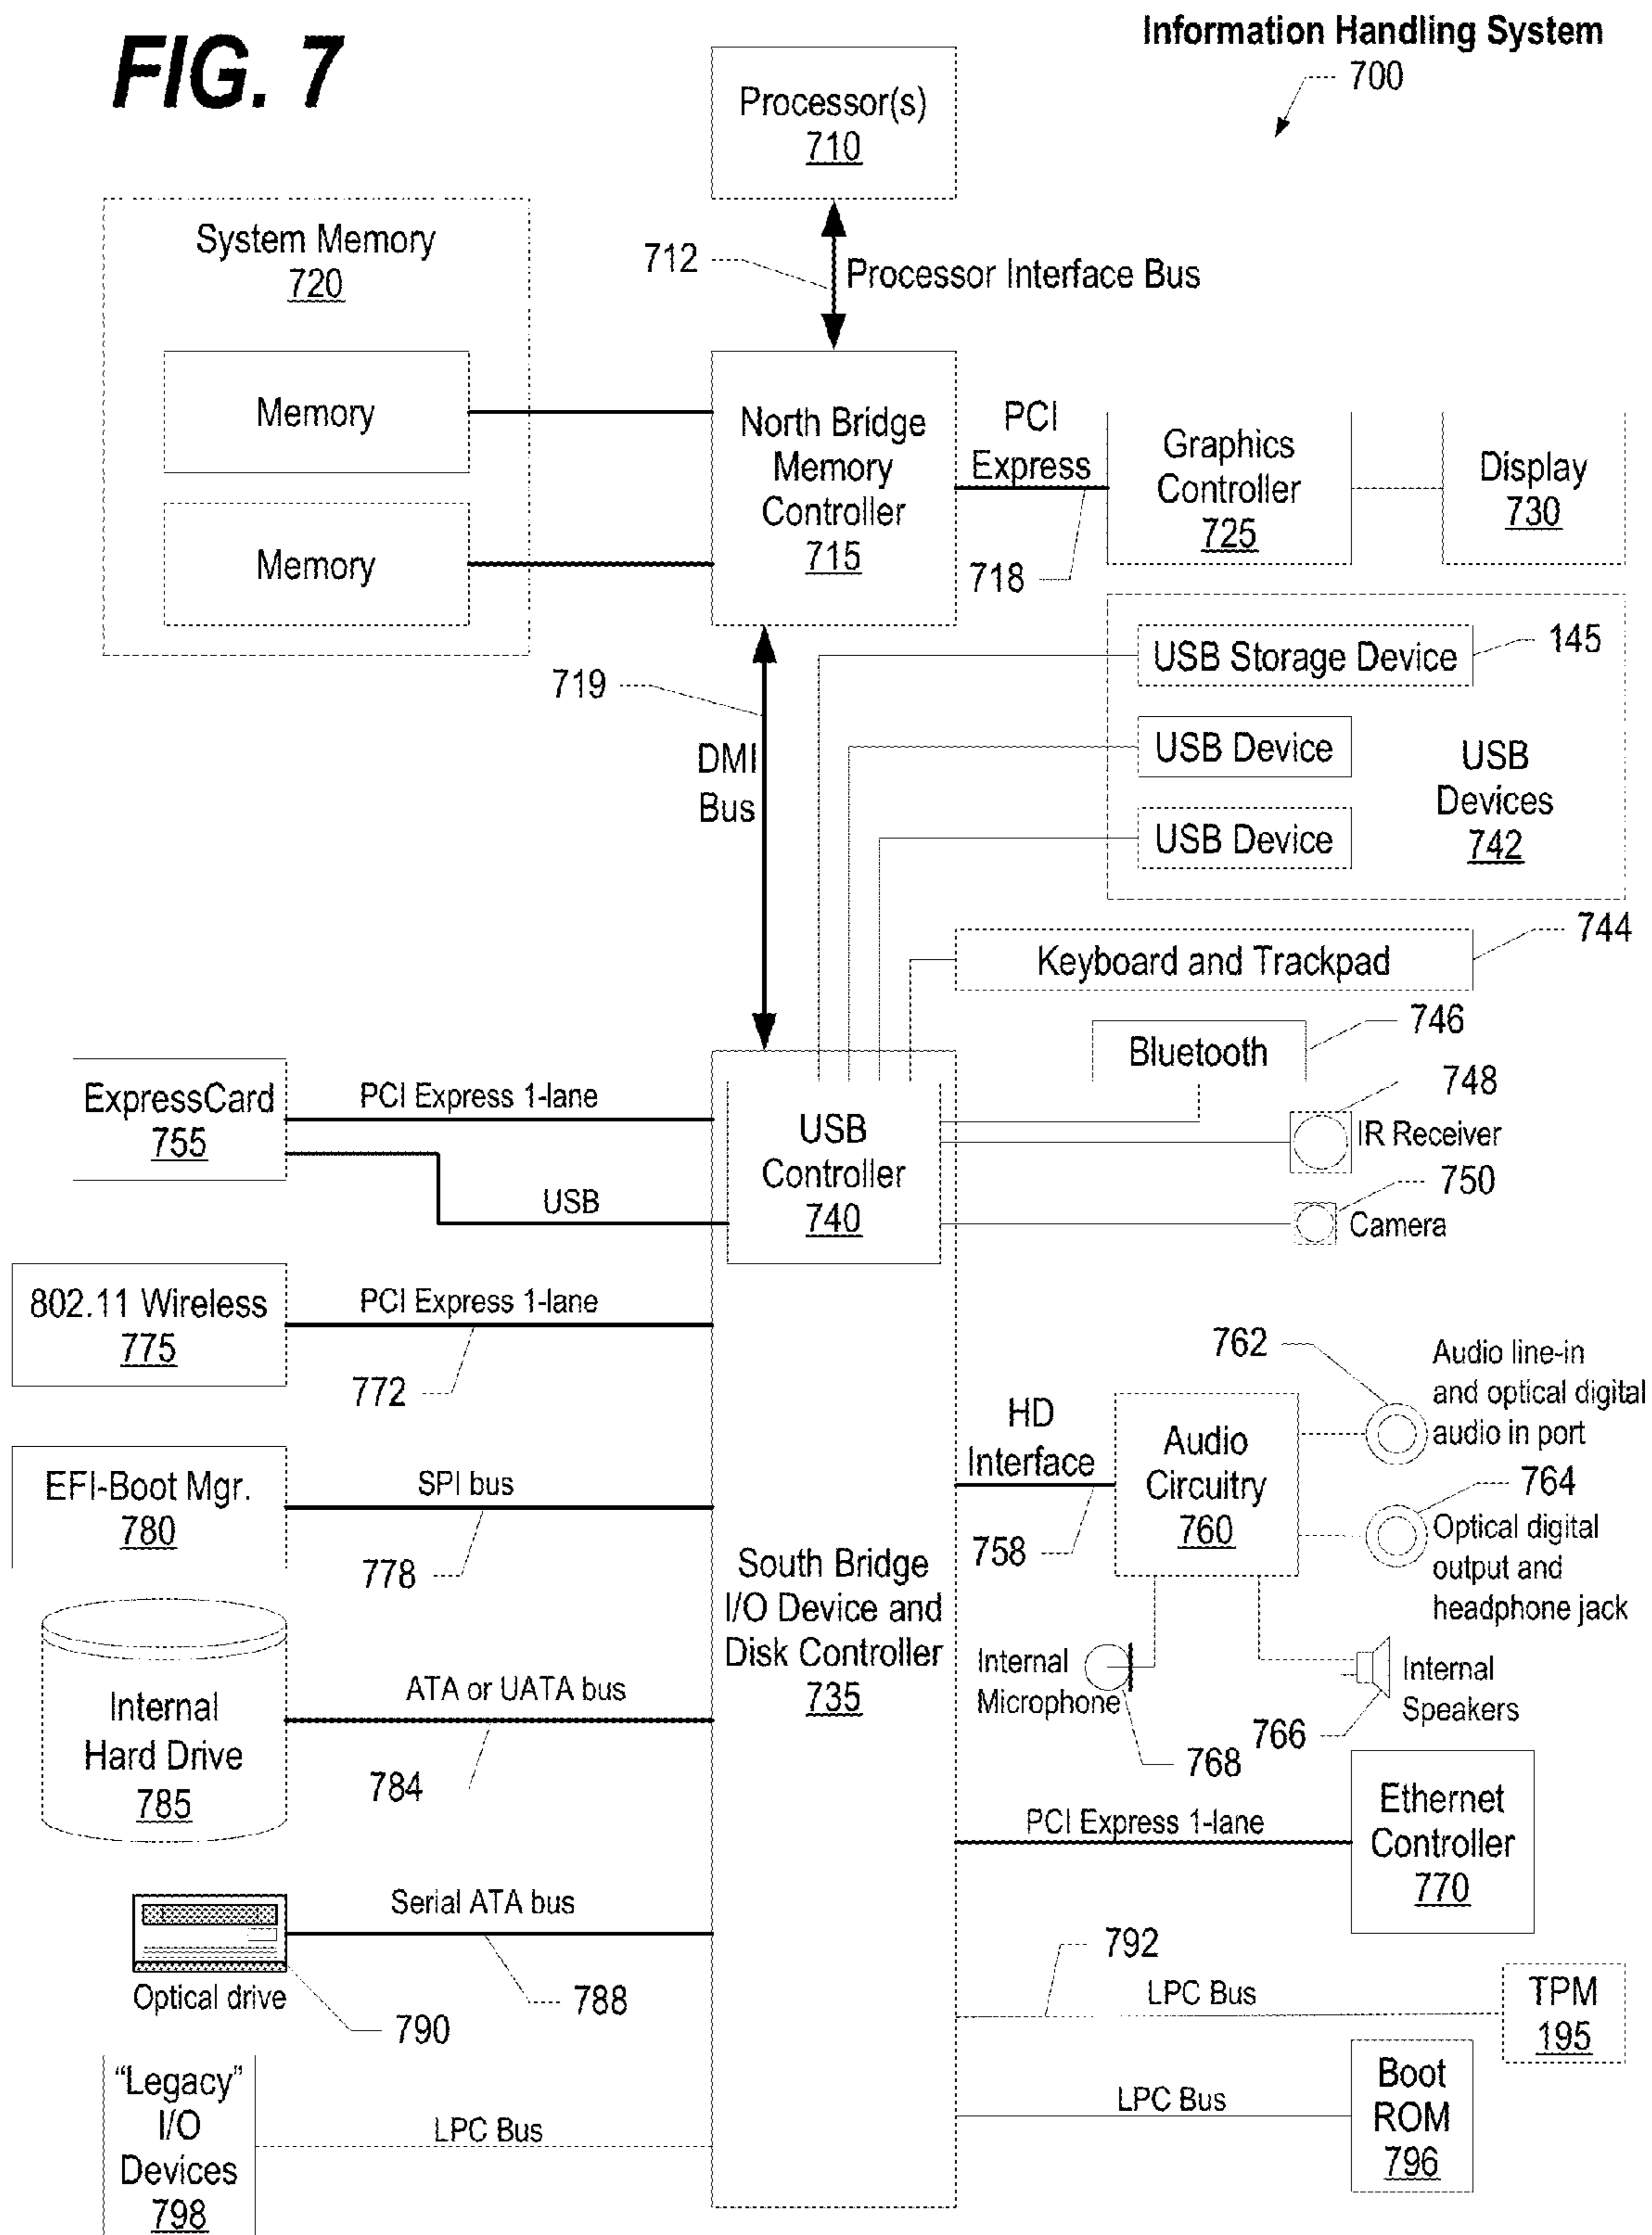 FIG. 7
Information Handling System
700
Processor(s)
710
System Memory
720
712
Processor Interface Bus
Memory
Memory
North Bridge
Memory
Controller
715
PCI
Express
718
Graphics
Controller
725
Display
730
719
DMI
Bus
USB Storage Device
145
USB Device
USB Device
USB
Devices
742
744
Keyboard and Trackpad
746
Bluetooth
748
IR Receiver
750
Camera
ExpressCard
755
PCI Express 1-lane
USB
USB
Controller
740
802.11 Wireless
775
PCI Express 1-lane
772
762
Audio line-in
and optical digital
audio in port
HD
Interface
758
Audio
Circuitry
760
764
Optical digital
output and
headphone jack
EFI-Boot Mgr.
780
SPI bus
778
South Bridge
I/O Device and
Disk Controller
735
Internal
Microphone
768
Internal
Speakers
766
Internal
Hard Drive
785
ATA or UATA bus
784
PCI Express 1-lane
Ethernet
Controller
770
Serial ATA bus
788
Optical drive
790
792
LPC Bus
TPM
195
"Legacy"
I/O
Devices
798
LPC Bus
LPC Bus
Boot
ROM
796